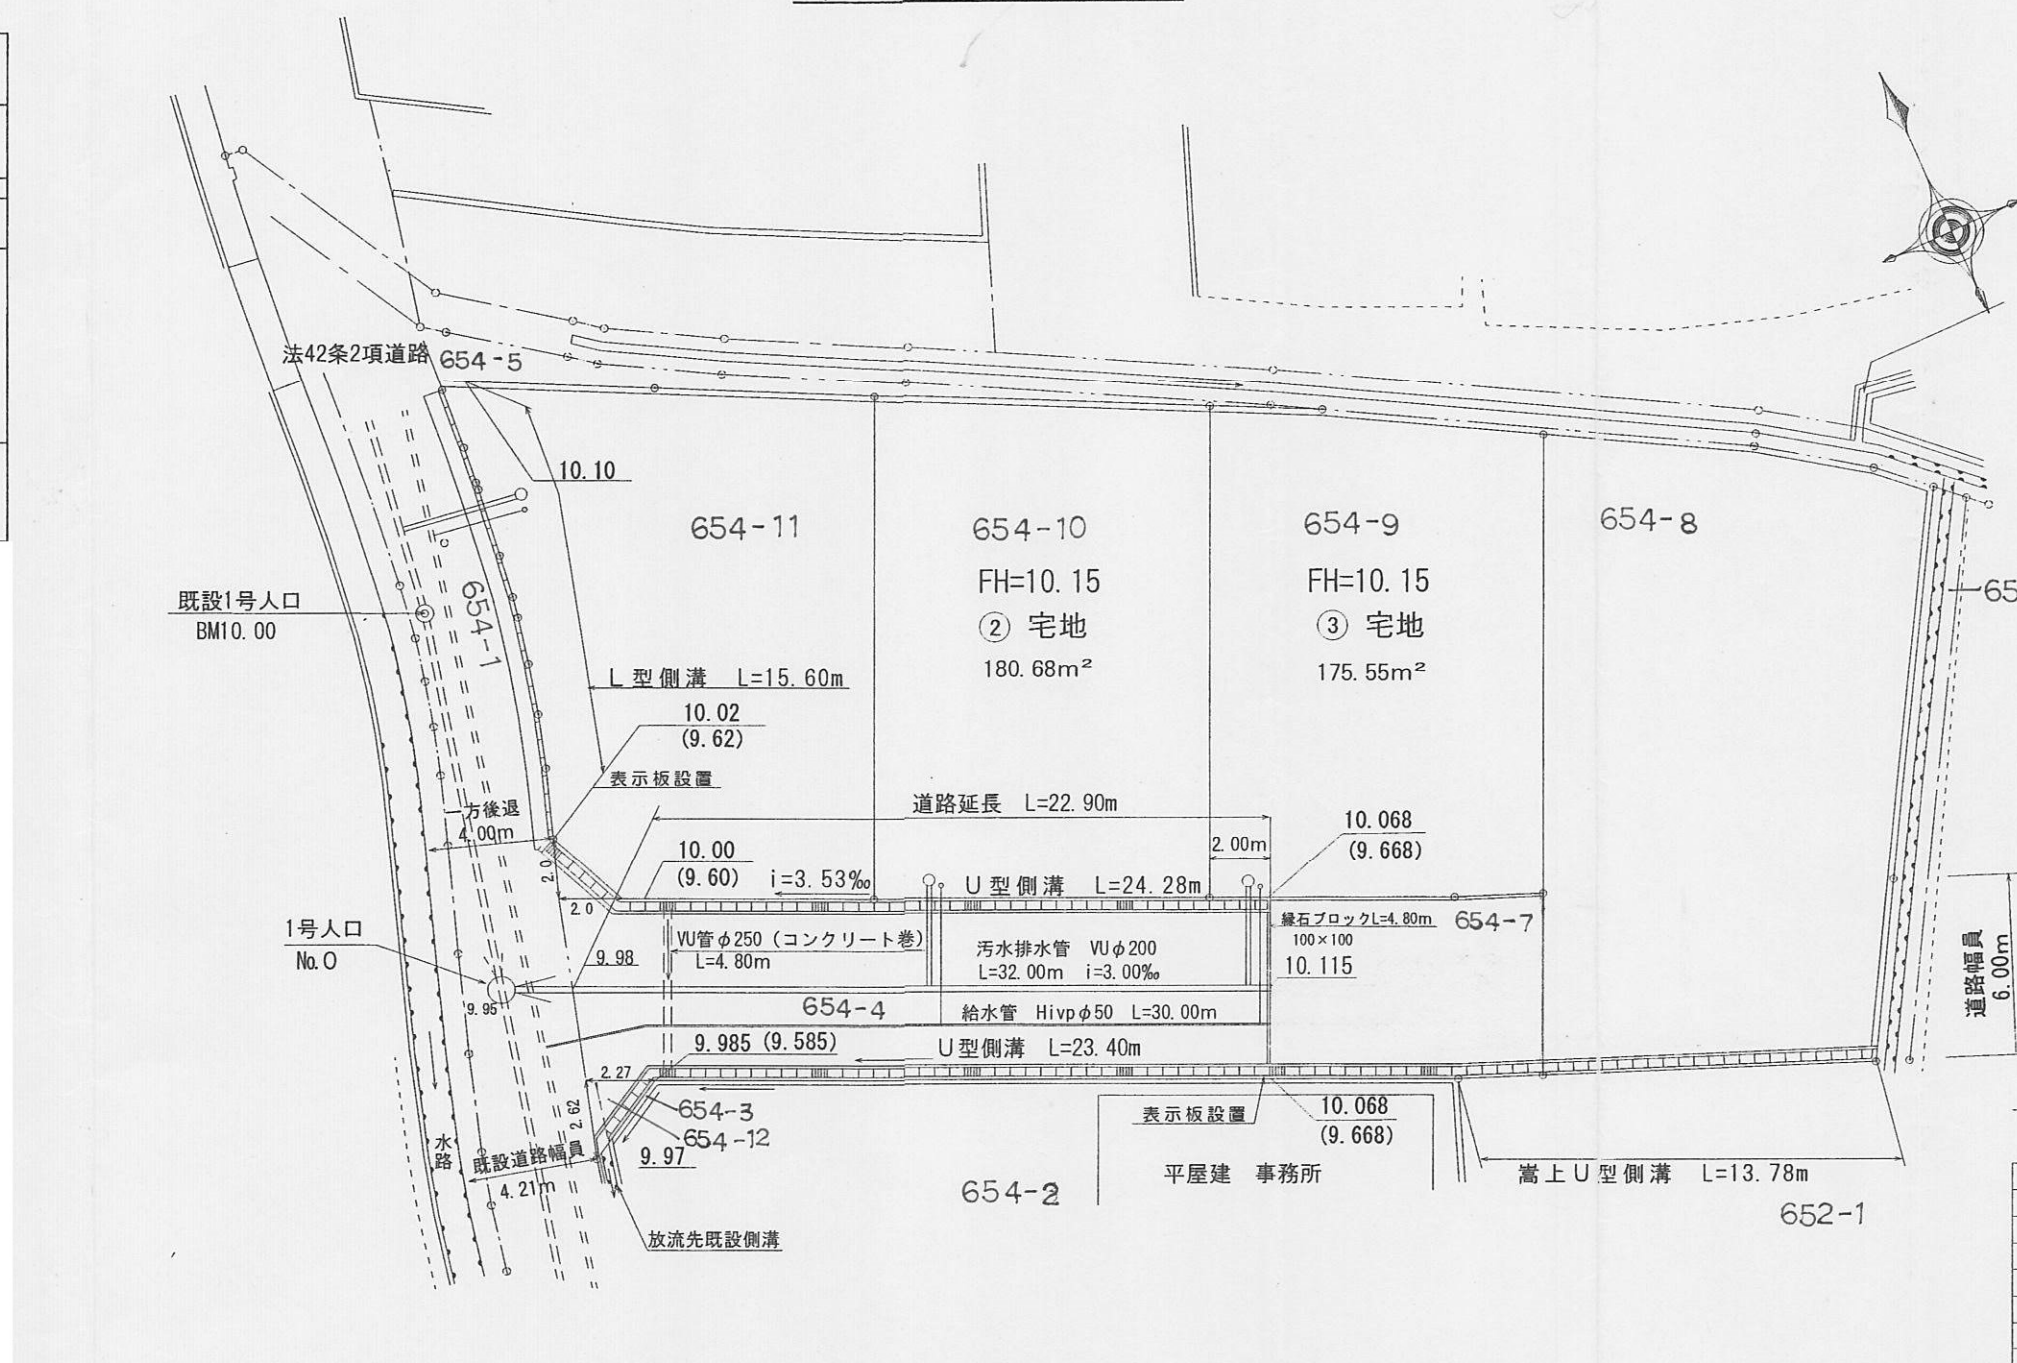 法42条2項道路
654-5
10.10
654-11
654-10
654-9
654-8
FH=10.15
FH=10.15
② 宅地
③ 宅地
180.68m²
175.55m²
65
既設1号人口
BM10.00
654-1
L型側溝 L=15.60m
10.02
(9.62)
表示板設置
一方後退
4.00m
道路延長 L=22.90m
10.068
(9.668)
2.00m
10.00
(9.60)
i=3.53‰
U型側溝 L=24.28m
2.0
2.0
1号人口
No.0
9.95
9.98
VU管φ250（コンクリート巻）
L=4.80m
汚水排水管 VUφ200
L=32.00m i=3.00‰
縁石ブロックL=4.80m
100×100
10.115
654-7
道路幅員
6.00m
654-4
給水管 Hivpφ50 L=30.00m
9.985 (9.585)
U型側溝 L=23.40m
2.27
2.62
654-3
654-12
9.97
水路
既設道路幅員
4.21m
放流先既設側溝
654-2
表示板設置
10.068
(9.668)
平屋建 事務所
嵩上U型側溝 L=13.78m
652-1